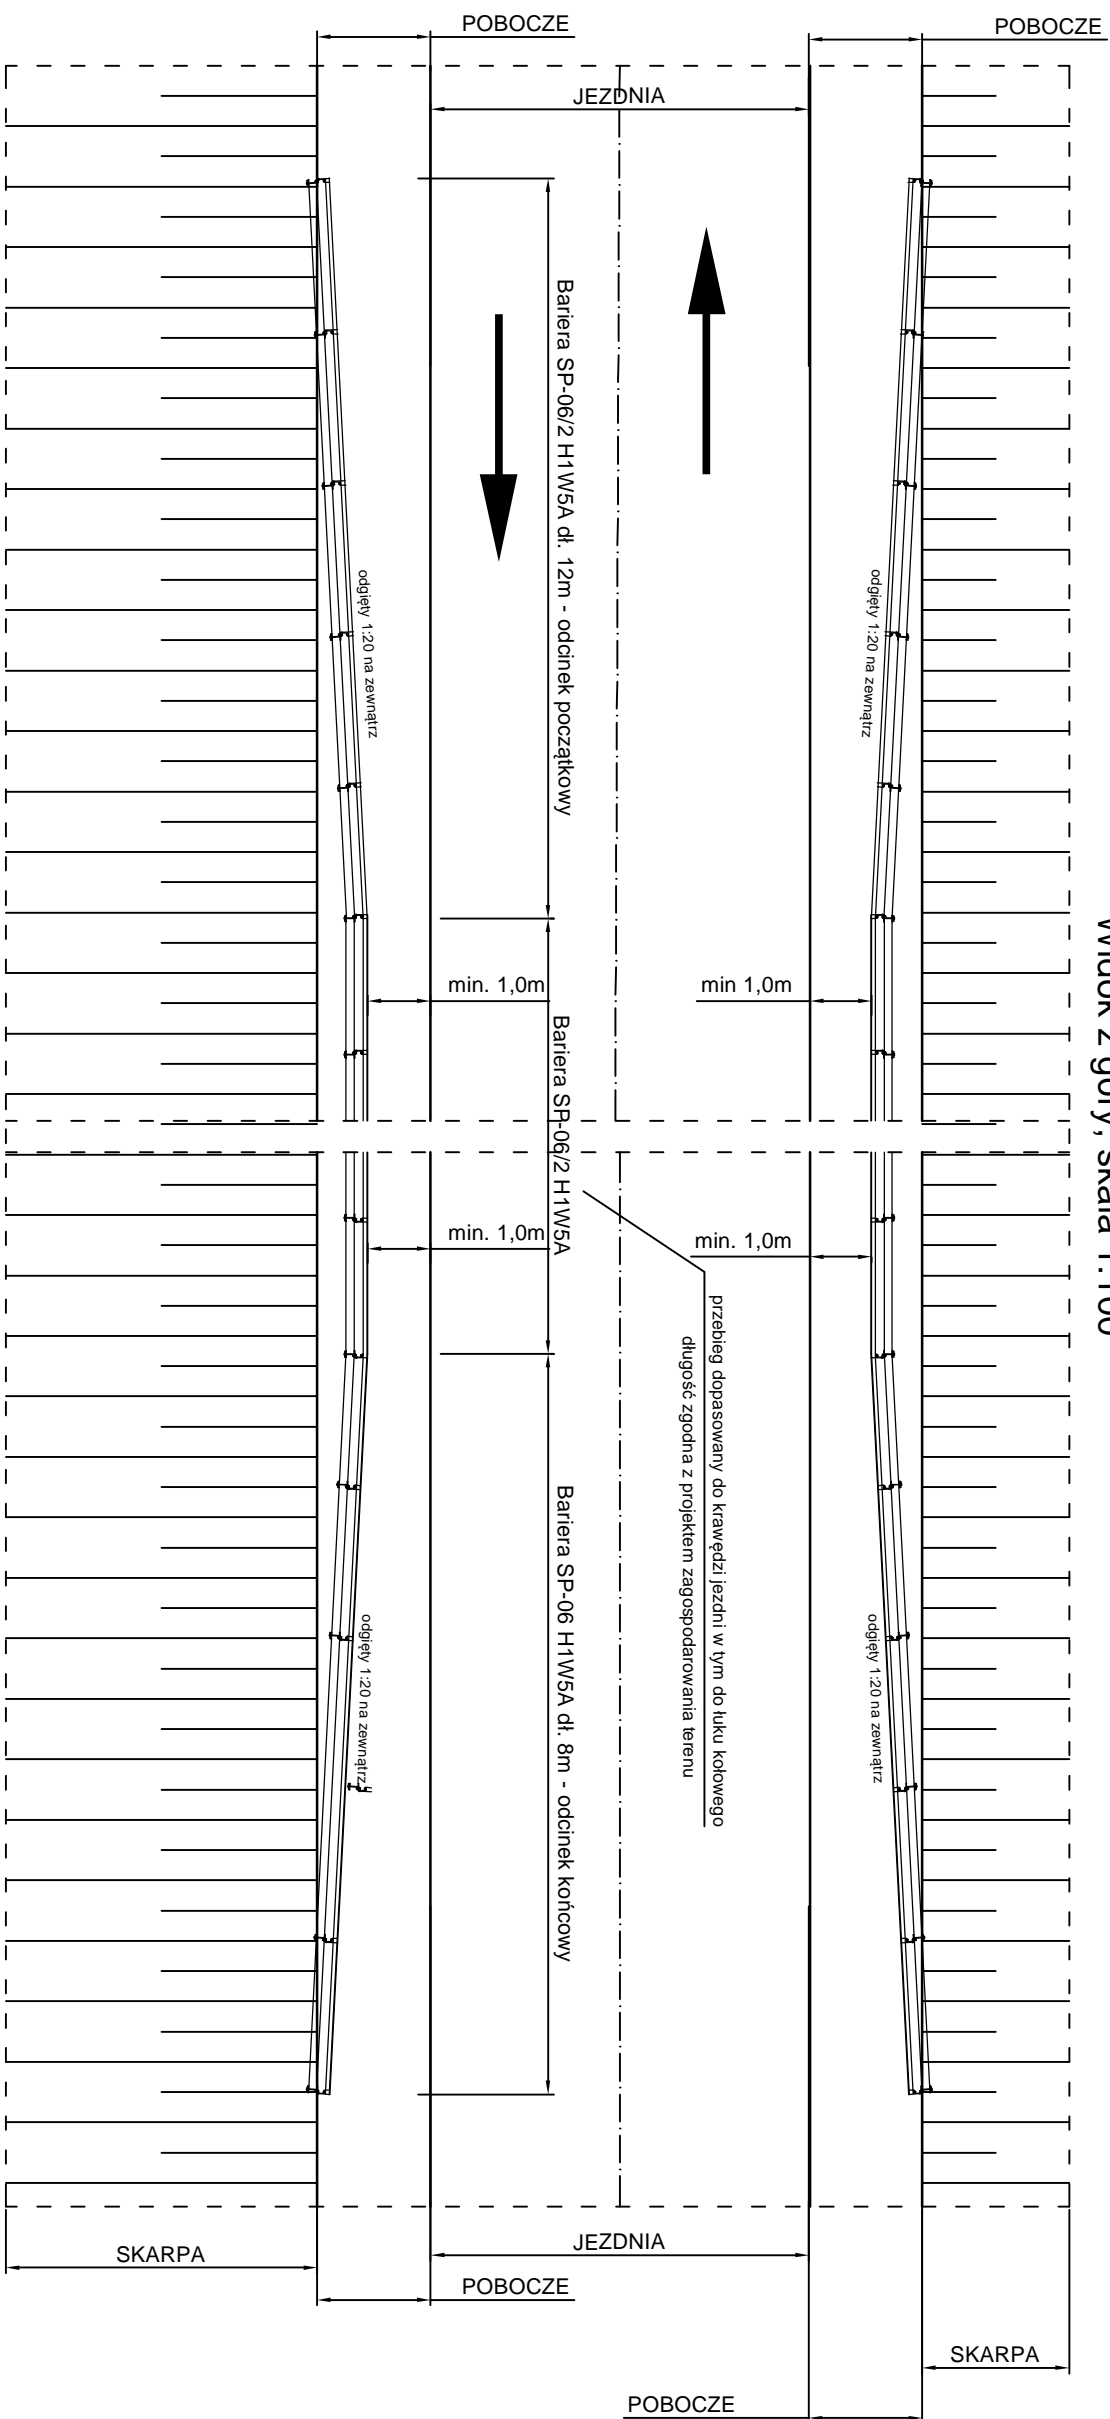 POBOCZE
POBOCZE
JEZDNIA
Widok z góry, skala 1:100
Bariera SP-06/2 H1W5A dł. 12m - odcinek początkowy
odgięty 1:20 na zewnątrz
odgięty 1:20 na zewnątrz
min. 1,0m
min 1,0m
Bariera SP-06/2 H1W5A
min. 1,0m
min. 1,0m
przebieg dopasowany do krawędzi jezdni w tym do łuku kołowego
długość zgodna z projektem zagospodarowania terenu
Bariera SP-06 H1W5A dł. 8m - odcinek końcowy
odgięty 1:20 na zewnątrz
odgięty 1:20 na zewnątrz
JEZDNIA
SKARPA
POBOCZE
SKARPA
POBOCZE